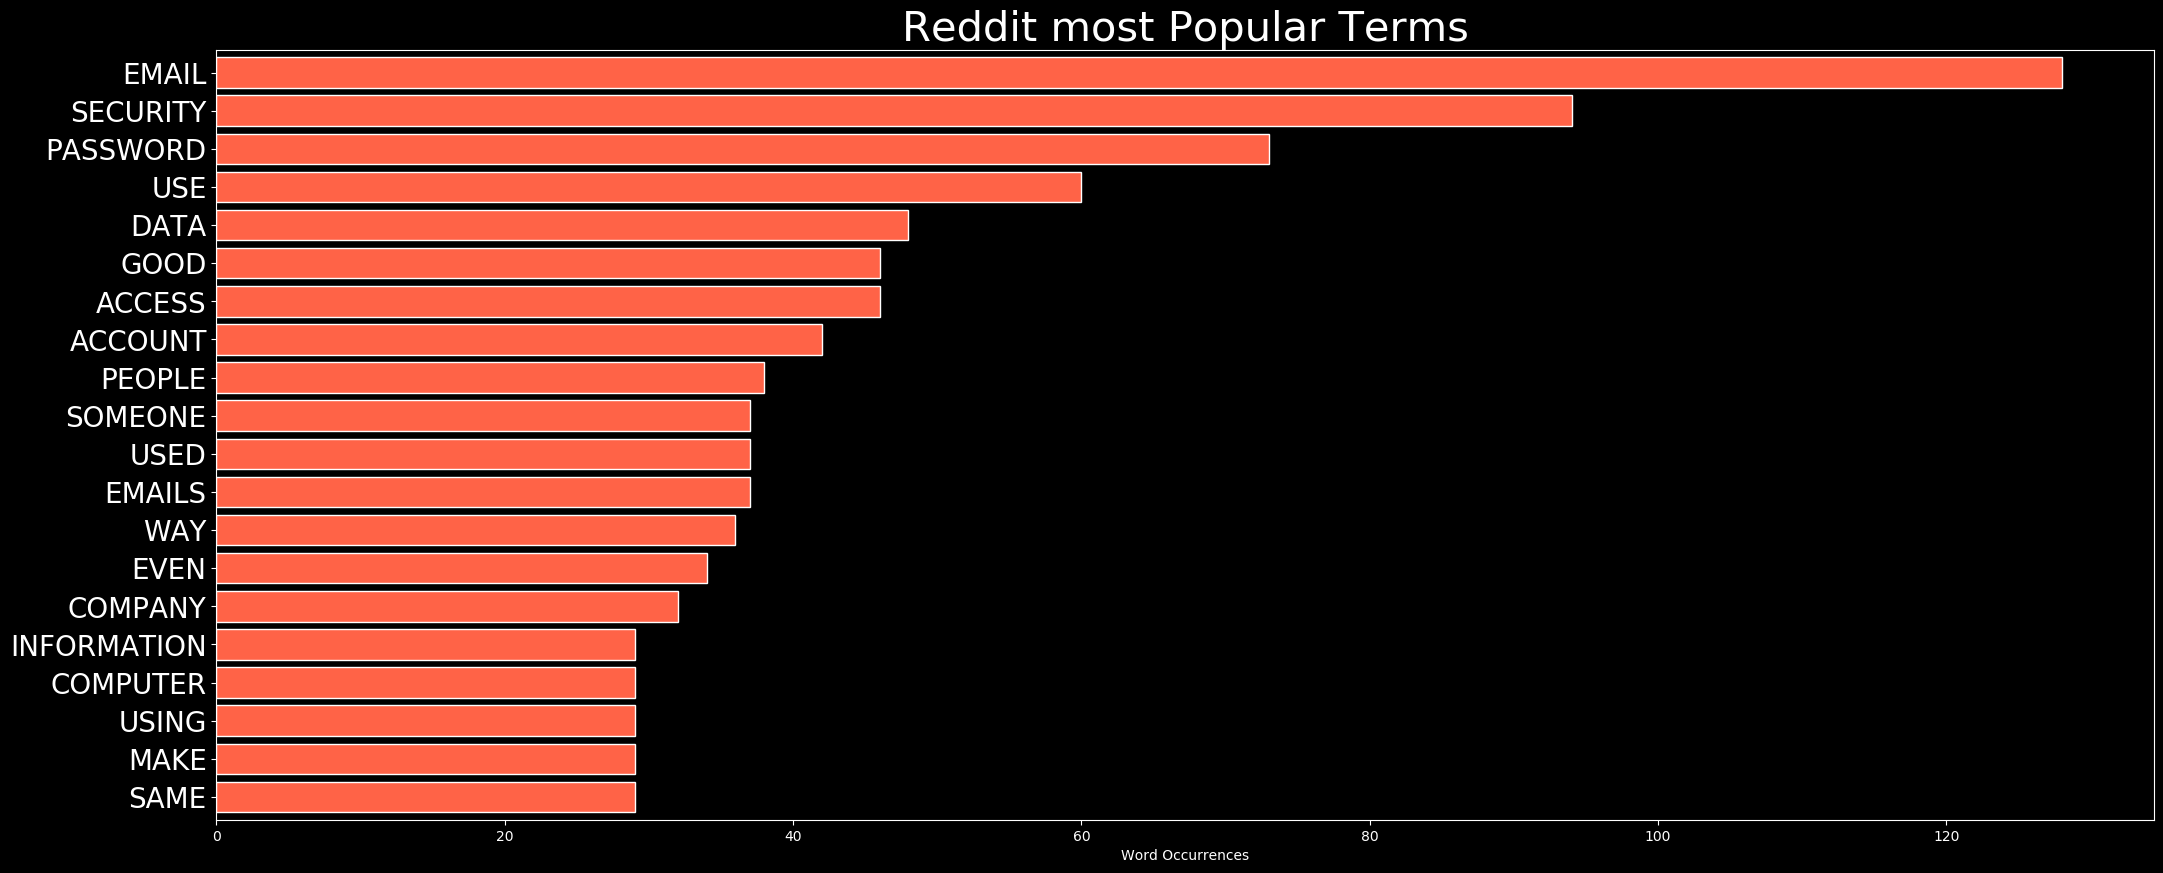 Reddit most Popular Terms
EMAIL
SECURITY
PASSWORD
USE
DATA
GOOD
ACCESS
ACCOUNT
PEOPLE
SOMEONE
USED
EMAILS
WAY
EVEN
COMPANY
INFORMATION
COMPUTER
USING
MAKE
SAME
0 20 40 60 80 100 120
Word Occurrences